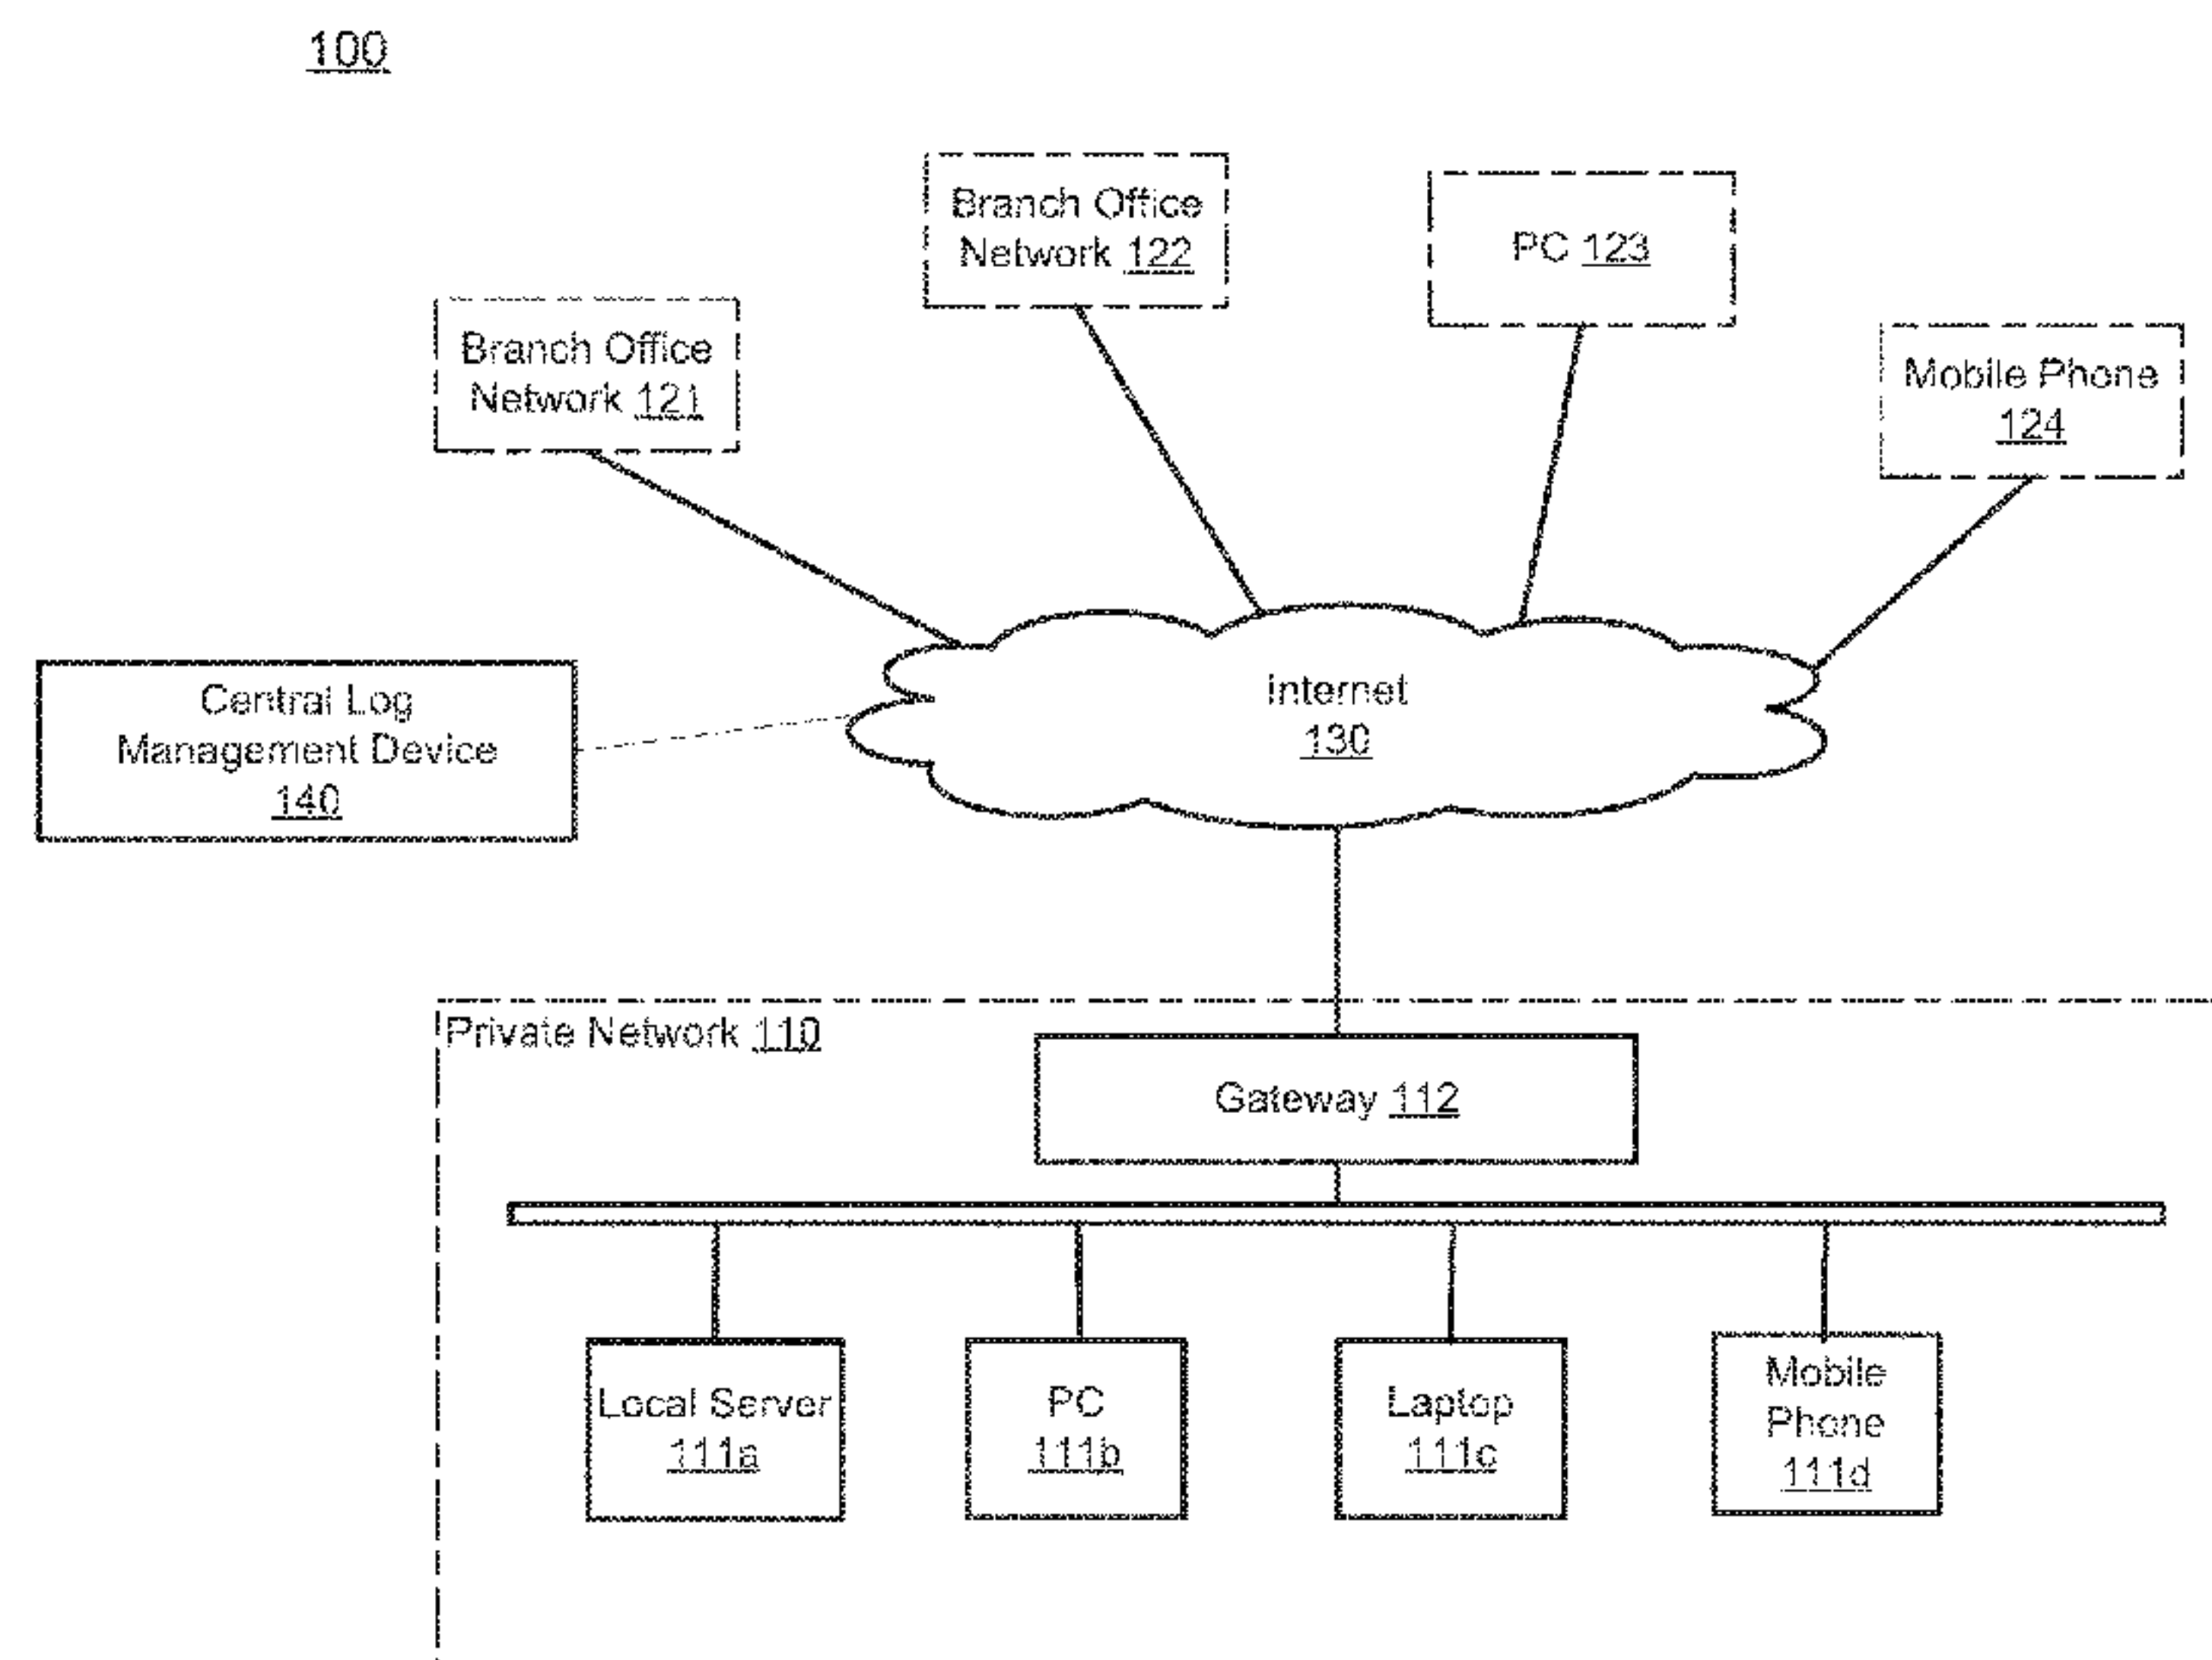 100
Branch Office
Network 122
PC 123
Branch Office
Network 121
Mobile Phone
124
Central Log
Management Device
140
Internet
130
Private Network 110
Gateway 112
Local Server
111a
PC
111b
Laptop
111c
Mobile
Phone
111d